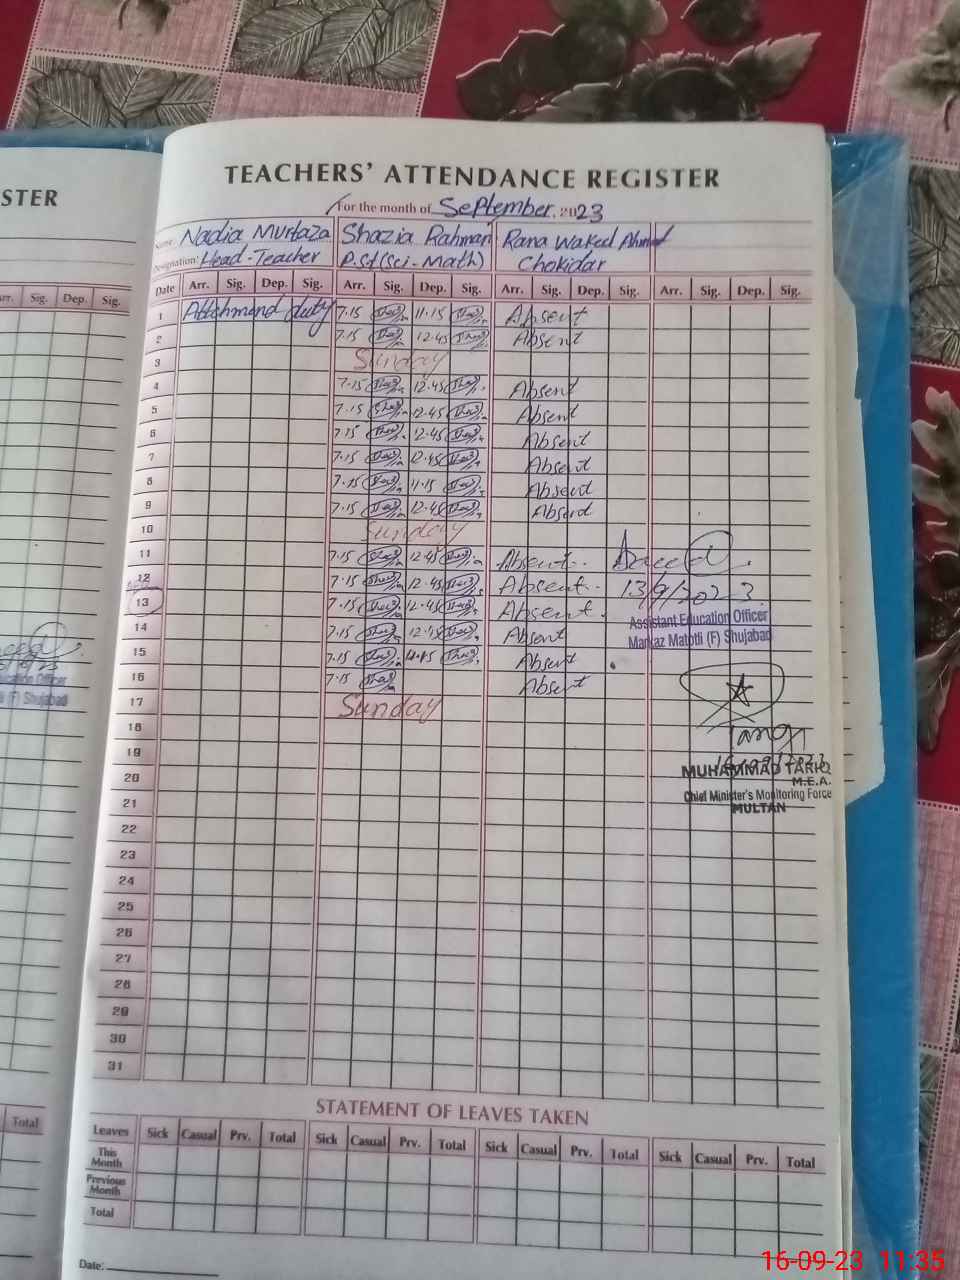 STER
TEACHERS' ATTENDANCE REGISTER
For the month of September. 2023
Name: Nadia Murtaza Shazia Rahman Rana Waked Ahmed
Designation: Head-Teacher P.St(Sci-Math) Chokidar
Arr. Sig. Dep. Sig.
Date Arr. Sig. Dep. Sig. Arr. Sig. Dep. Sig. Arr. Sig. Dep. Sig. Arr. Sig. Dep. Sig.
1 Attchmend duty 7.15 11.15 Absent
2 7.15 12.45 Absent
3 Sunday
4 7.15 12.45 Absent
5 7.15 12.45 Absent
6 7.15 12.45 Absent
7 7.15 12.45 Absent
8 7.15 11.15 Absent
9 7.15 12.45 Absent
10 Sunday
11 7.15 12.45 Absent.
12 7.15 12.45 Absent. 13/9/2023
13 7.15 12.45 Absent.
Assistant Education Officer
14 7.15 12.45 Absent
Markaz Matotli (F) Shujabad
15 7.15 Absent
16 7.15 Absent
17 Sunday
18
19
20
MUHAMMAD TARIQ
M.E.A.
21
Chief Minister's Monitoring Force
MULTAN
22
23
24
25
26
27
28
29
30
31
STATEMENT OF LEAVES TAKEN
Total
Leaves Sick Casual Prv. Total Sick Casual Prv. Total Sick Casual Prv. Total Sick Casual Prv. Total
This Month
Previous Month
Total
Date:
16-09-23 11:35